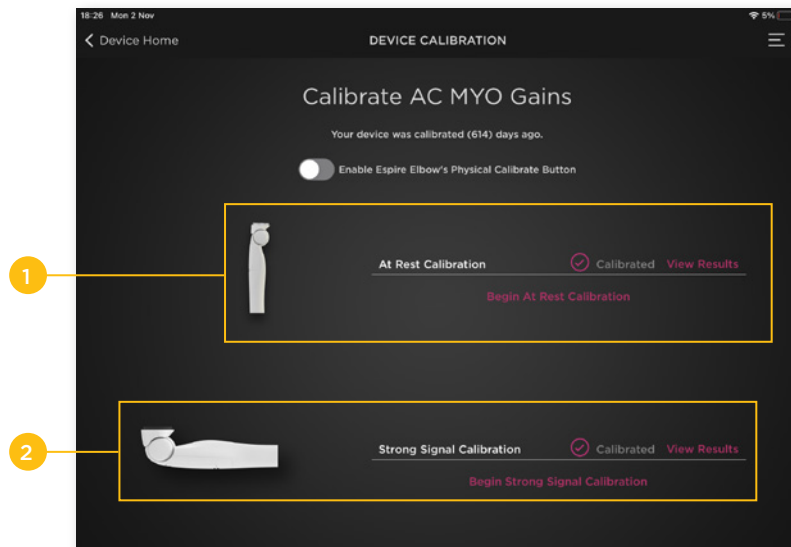 18:26 Mon 2 Nov 5%
Device Home DEVICE CALIBRATION
Calibrate AC MYO Gains
Your device was calibrated (614) days ago.
Enable Espire Elbow's Physical Calibrate Button
1
At Rest Calibration Calibrated View Results
Begin At Rest Calibration
2
Strong Signal Calibration Calibrated View Results
Begin Strong Signal Calibration